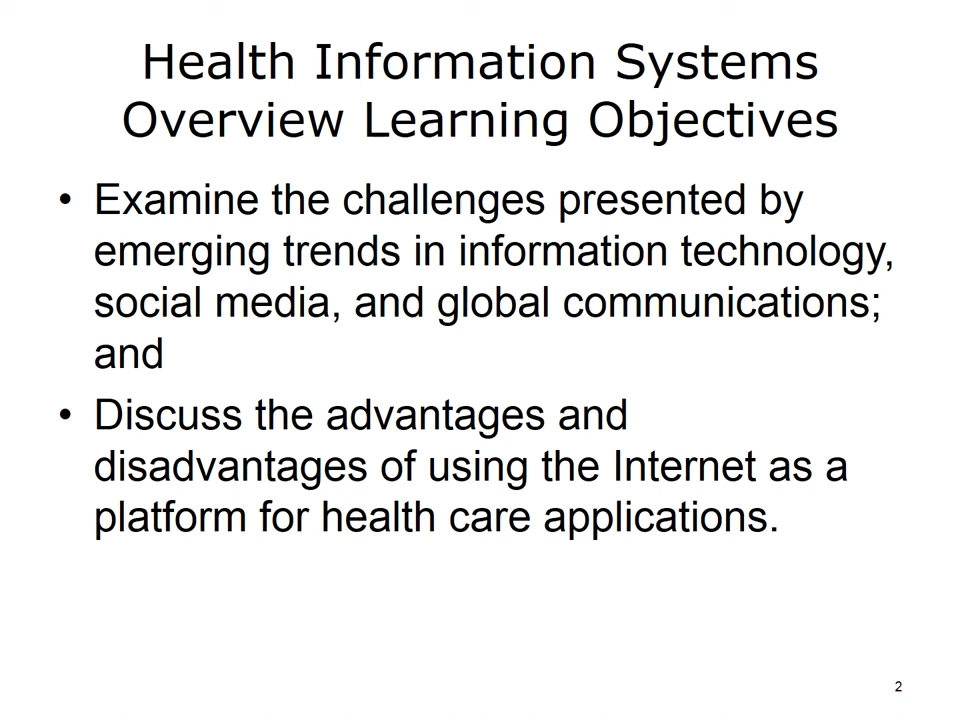 Health Information Systems
Overview Learning Objectives
• Examine the challenges presented by
emerging trends in information technology,
social media, and global communications;
and
• Discuss the advantages and
disadvantages of using the Internet as a
platform for health care applications.
2